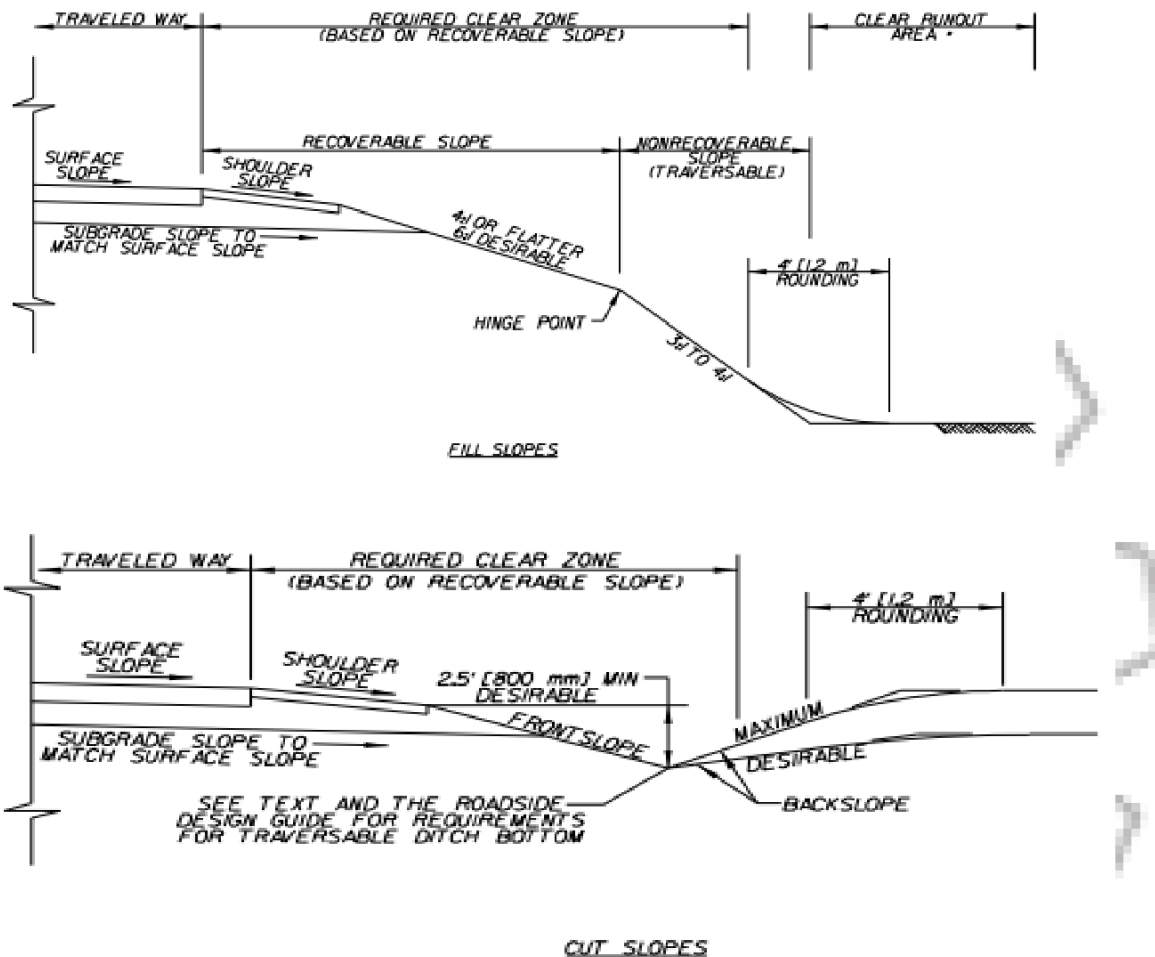 TRAVELED WAY
REQUIRED CLEAR ZONE
(BASED ON RECOVERABLE SLOPE)
CLEAR RUNOUT
AREA *
RECOVERABLE SLOPE
NONRECOVERABLE
SLOPE
(TRAVERSABLE)
SURFACE
SLOPE
SHOULDER
SLOPE
4:1 OR FLATTER
6:1 DESIRABLE
SUBGRADE SLOPE TO
MATCH SURFACE SLOPE
4' [1.2 m]
ROUNDING
HINGE POINT
3:1 TO 4:1
FILL SLOPES
TRAVELED WAY
REQUIRED CLEAR ZONE
(BASED ON RECOVERABLE SLOPE)
4' [1.2 m]
ROUNDING
SURFACE
SLOPE
SHOULDER
SLOPE
2.5' [800 mm] MIN
DESIRABLE
FRONT SLOPE
MAXIMUM
DESIRABLE
SUBGRADE SLOPE TO
MATCH SURFACE SLOPE
BACKSLOPE
SEE TEXT AND THE ROADSIDE
DESIGN GUIDE FOR REQUIREMENTS
FOR TRAVERSABLE DITCH BOTTOM
CUT SLOPES